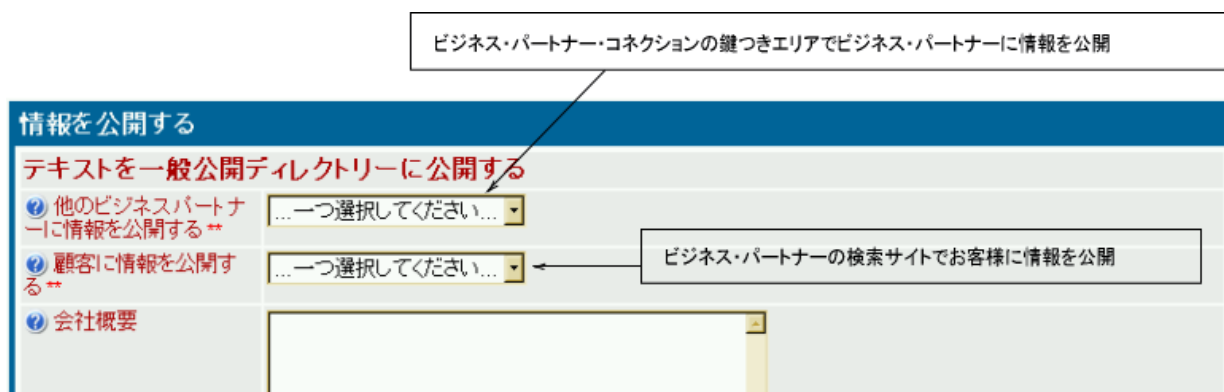 ビジネス・パートナー・コネクションの鍵つきエリアでビジネス・パートナーに情報を公開
情報を公開する
テキストを一般公開ディレクトリーに公開する
他のビジネスパートナ
ーに情報を公開する **
...一つ選択してください...
顧客に情報を公開す
る **
...一つ選択してください...
ビジネス・パートナーの検索サイトでお客様に情報を公開
会社概要